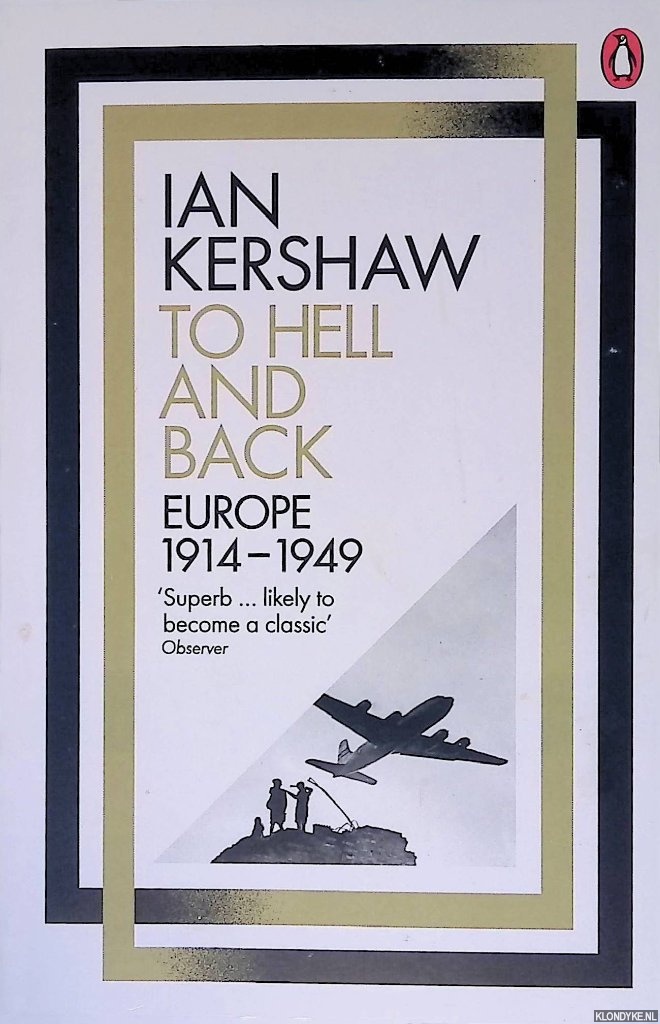 IAN
KERSHAW
TO HELL
AND
BACK
EUROPE
1914–1949
‘Superb ... likely to
become a classic’
Observer
KLONDYKE.NL